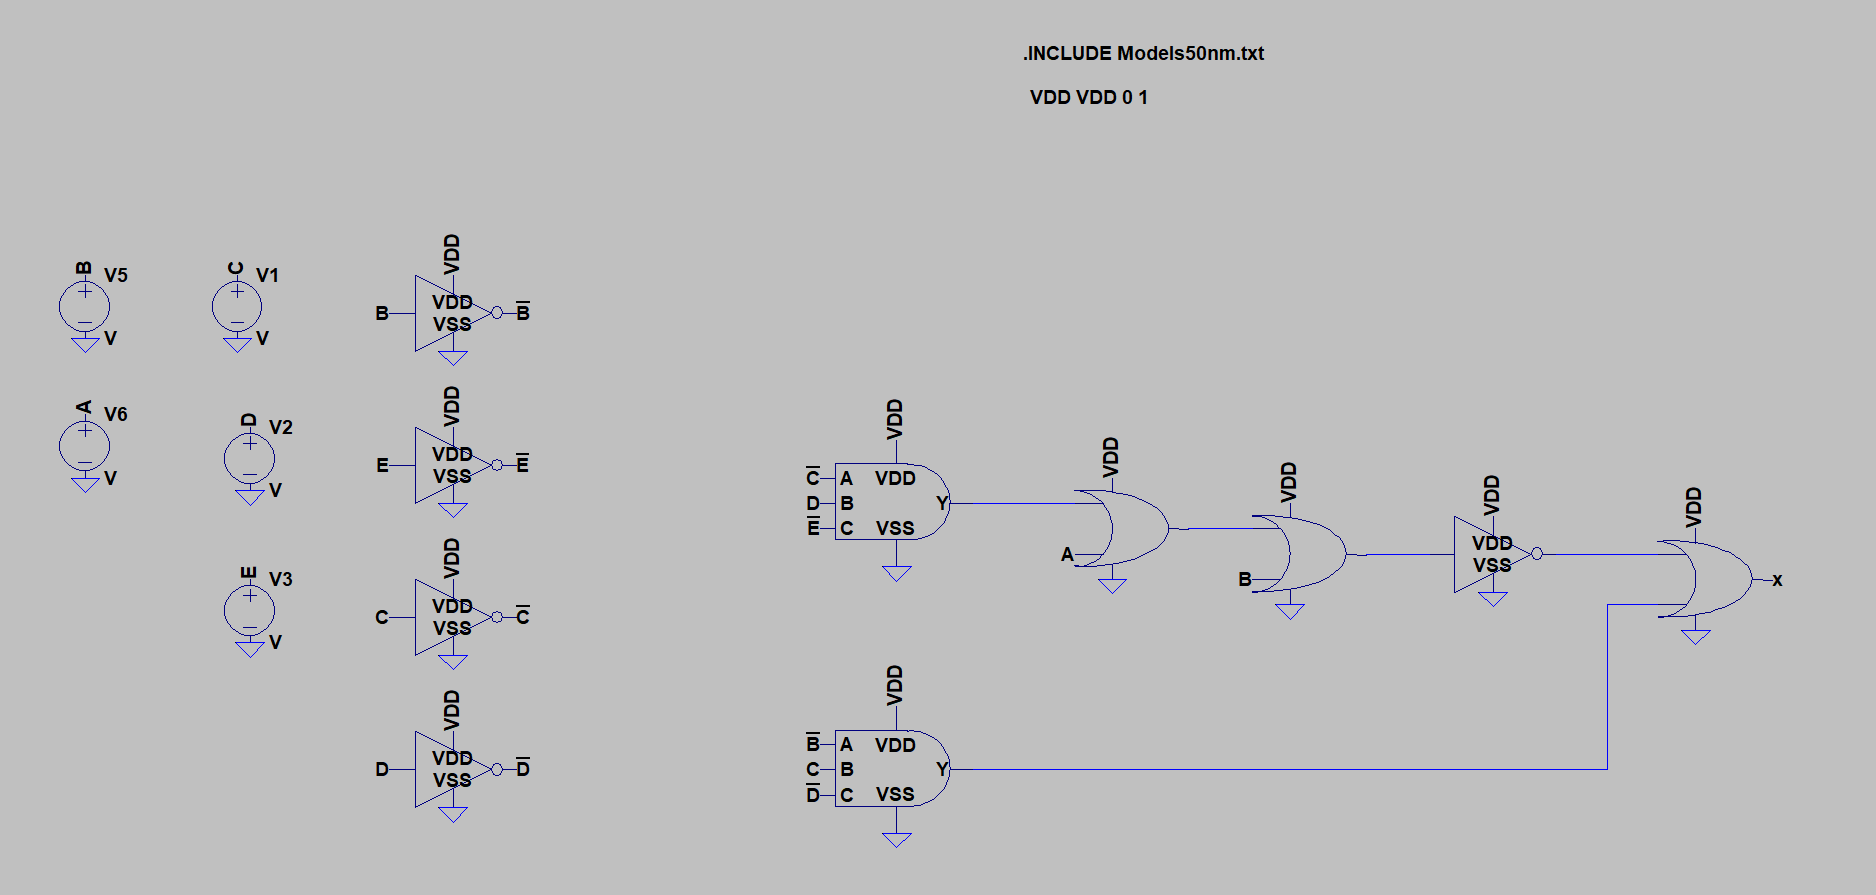 .INCLUDE Models50nm.txt
VDD VDD 0 1
B V5
V
C V1
V
A V6
V
D V2
V
E V3
V
VDD
B VDD B̅
VSS
VDD
E VDD E̅
VSS
VDD
C VDD C̅
VSS
VDD
D VDD D̅
VSS
VDD
C̅ A VDD
D B Y
E̅ C VSS
VDD
A
VDD
B
VDD
VDD
VSS
VDD
x
VDD
B̅ A VDD
C B Y
D̅ C VSS